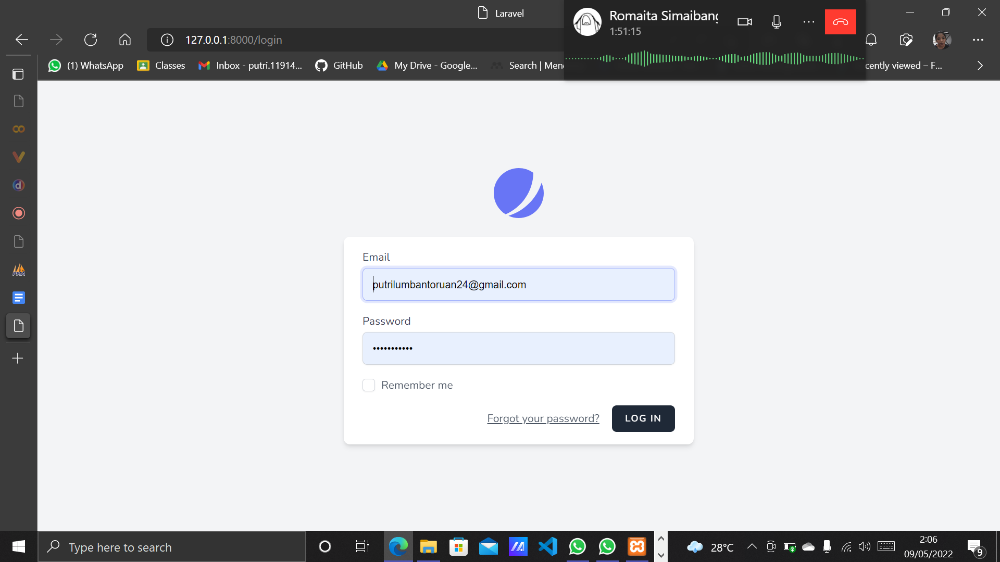 Laravel
Romaita Simaibang
1:51:15
127.0.0.1:8000/login
(1) WhatsApp
Classes
Inbox - putri.11914...
GitHub
My Drive - Google...
Search | Men
cently viewed – F...
Email
putrilumbantoruan24@gmail.com
Password
Remember me
Forgot your password?
LOG IN
PMA
Type here to search
28°C
2:06
09/05/2022
9